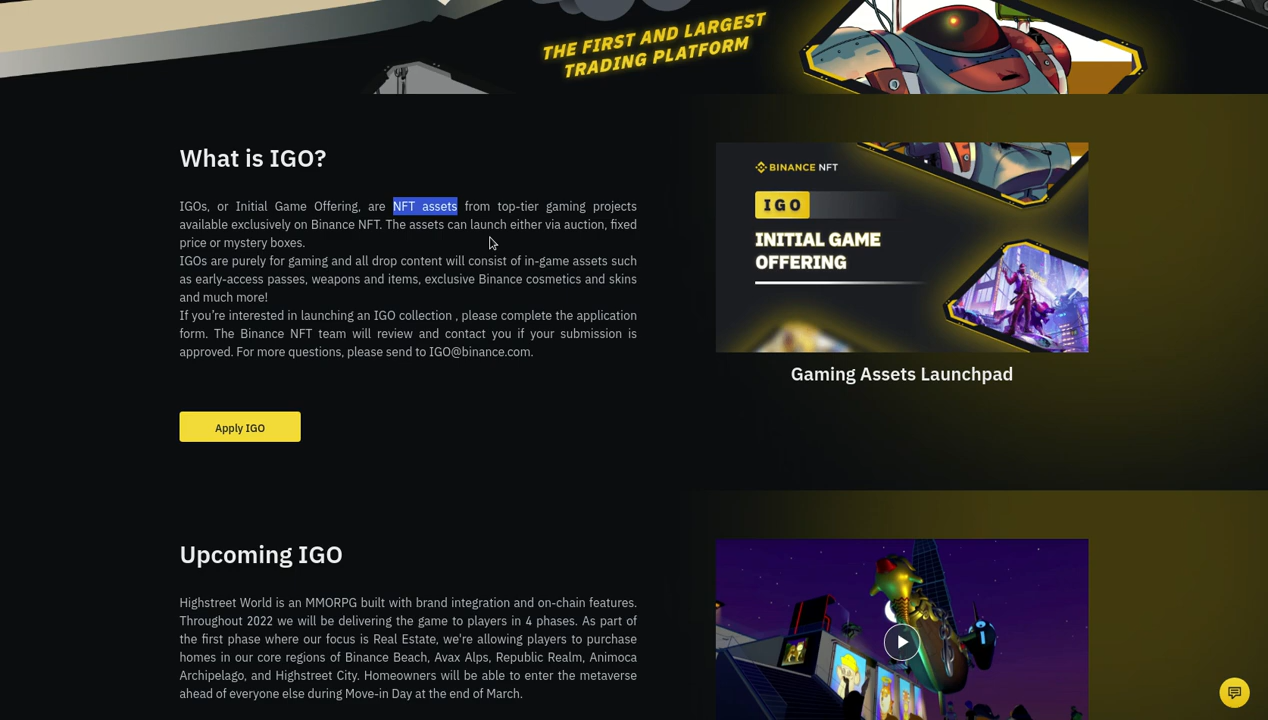 THE FIRST AND LARGEST
TRADING PLATFORM
What is IGO?
IGOs, or Initial Game Offering, are NFT assets from top-tier gaming projects
available exclusively on Binance NFT. The assets can launch either via auction, fixed
price or mystery boxes.
IGOs are purely for gaming and all drop content will consist of in-game assets such
as early-access passes, weapons and items, exclusive Binance cosmetics and skins
and much more!
If you're interested in launching an IGO collection , please complete the application
form. The Binance NFT team will review and contact you if your submission is
approved. For more questions, please send to IGO@binance.com.
Apply IGO
BINANCE NFT
IGO
INITIAL GAME
OFFERING
Gaming Assets Launchpad
Upcoming IGO
Highstreet World is an MMORPG built with brand integration and on-chain features.
Throughout 2022 we will be delivering the game to players in 4 phases. As part of
the first phase where our focus is Real Estate, we're allowing players to purchase
homes in our core regions of Binance Beach, Avax Alps, Republic Realm, Animoca
Archipelago, and Highstreet City. Homeowners will be able to enter the metaverse
ahead of everyone else during Move-in Day at the end of March.